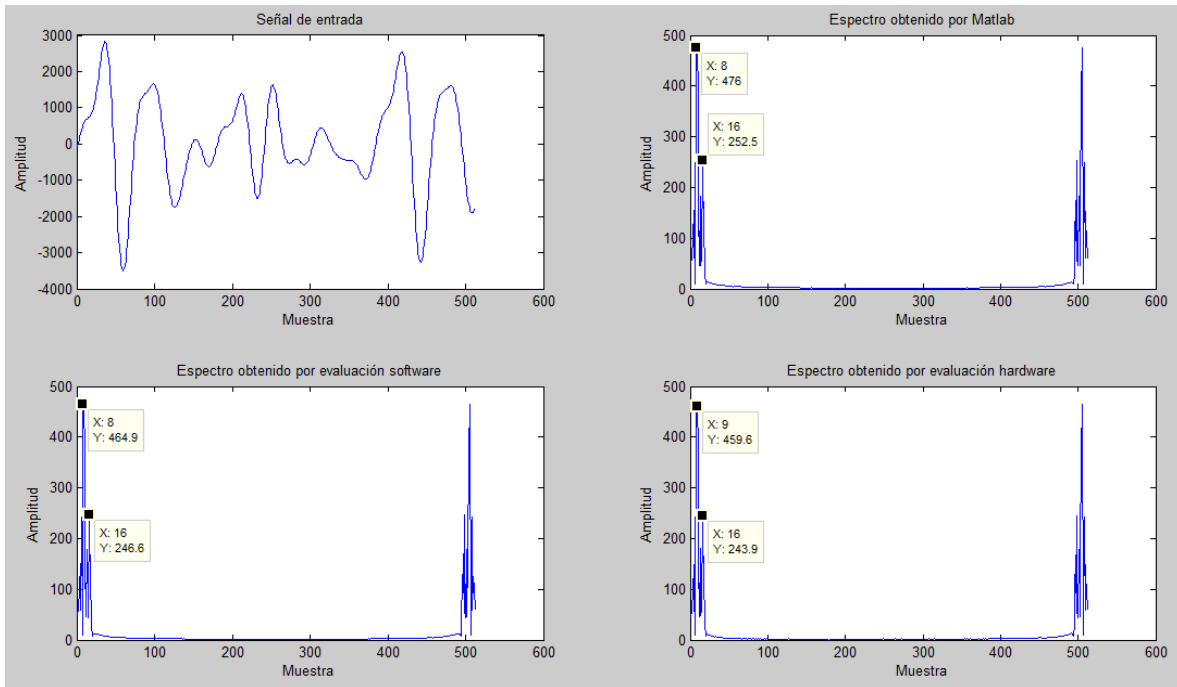 Señal de entrada
3000
2000
1000
0
-1000
-2000
-3000
-4000
Amplitud
0 100 200 300 400 500 600
Muestra
Espectro obtenido por Matlab
500
400
300
200
100
0
Amplitud
X: 8
Y: 476
X: 16
Y: 252.5
0 100 200 300 400 500 600
Muestra
Espectro obtenido por evaluación software
500
400
300
200
100
0
Amplitud
X: 8
Y: 464.9
X: 16
Y: 246.6
0 100 200 300 400 500 600
Muestra
Espectro obtenido por evaluación hardware
500
400
300
200
100
0
Amplitud
X: 9
Y: 459.6
X: 16
Y: 243.9
0 100 200 300 400 500 600
Muestra